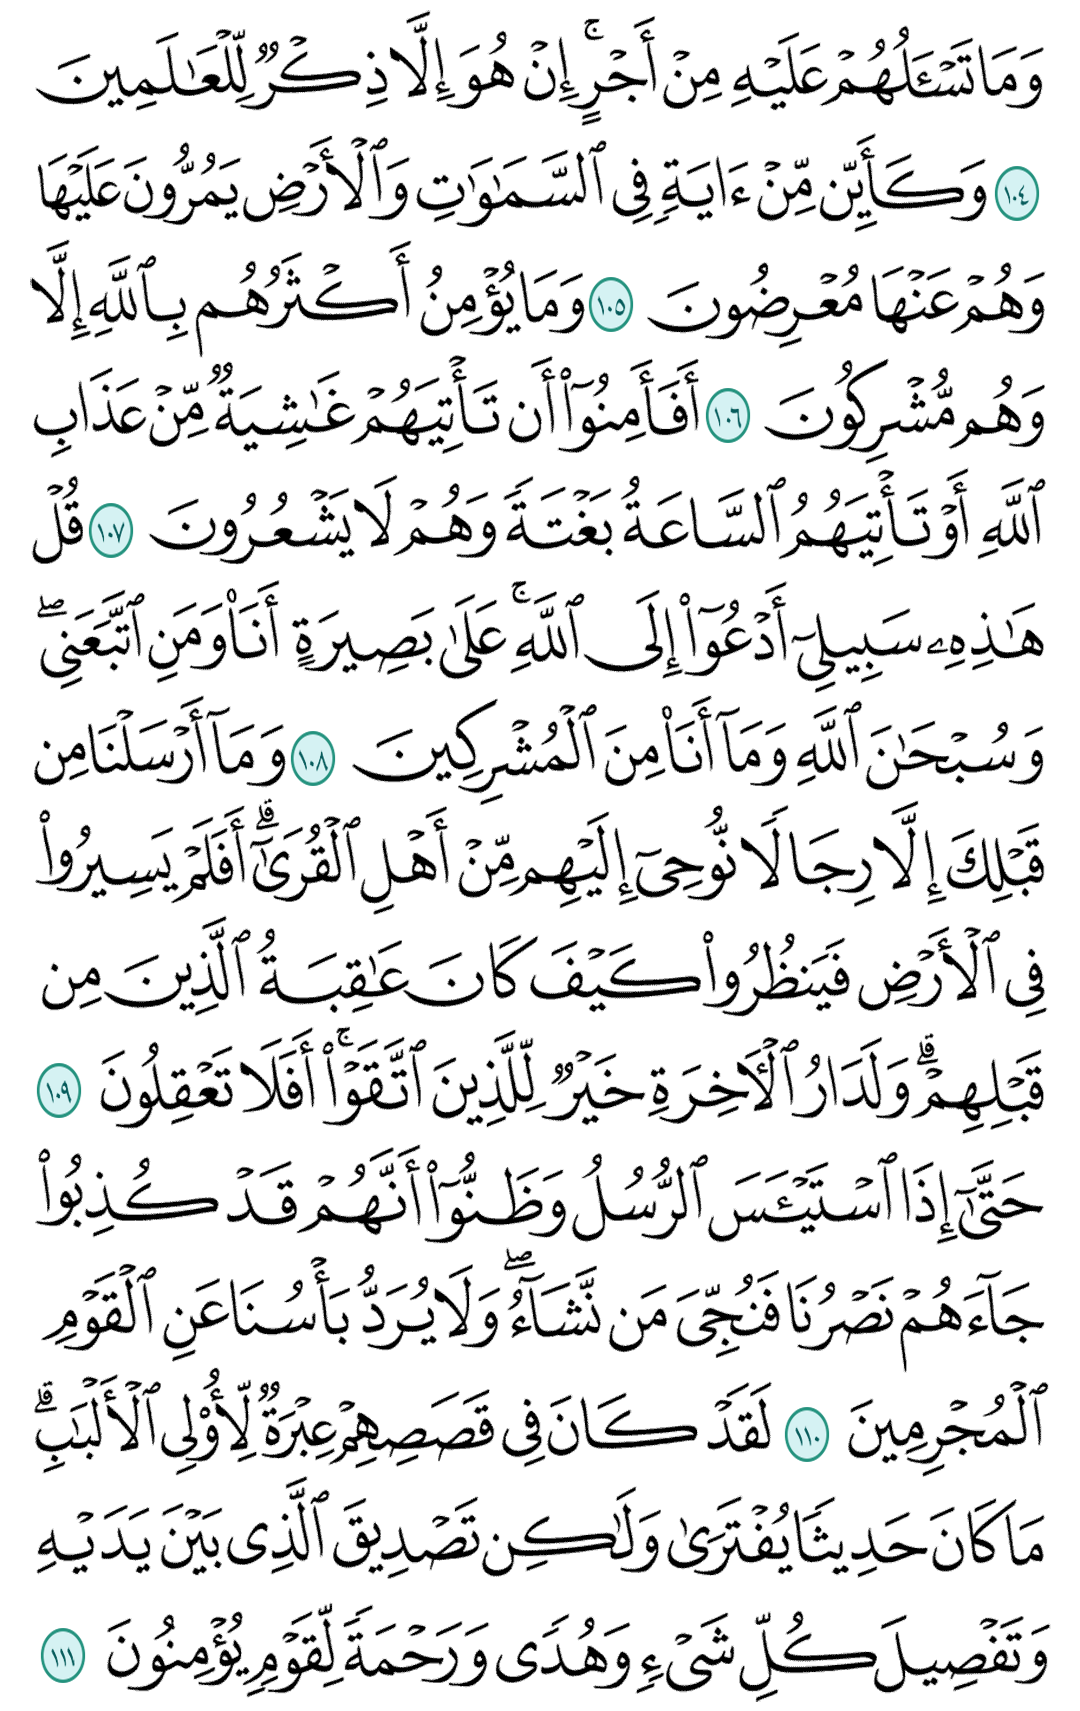 وَمَا تَسْـَٔلُهُمْ عَلَيْهِ مِنْ أَجْرٍ ۚ إِنْ هُوَ إِلَّا ذِكْرٌ لِّلْعَٰلَمِينَ
١٠٤ وَكَأَيِّن مِّنْ ءَايَةٍ فِى ٱلسَّمَٰوَٰتِ وَٱلْأَرْضِ يَمُرُّونَ عَلَيْهَا
وَهُمْ عَنْهَا مُعْرِضُونَ ١٠٥ وَمَا يُؤْمِنُ أَكْثَرُهُم بِٱللَّهِ إِلَّا
وَهُم مُّشْرِكُونَ ١٠٦ أَفَأَمِنُوٓا۟ أَن تَأْتِيَهُمْ غَٰشِيَةٌ مِّنْ عَذَابِ
ٱللَّهِ أَوْ تَأْتِيَهُمُ ٱلسَّاعَةُ بَغْتَةً وَهُمْ لَا يَشْعُرُونَ ١٠٧ قُلْ
هَٰذِهِۦ سَبِيلِىٓ أَدْعُوٓا۟ إِلَى ٱللَّهِ ۚ عَلَىٰ بَصِيرَةٍ أَنَا۠ وَمَنِ ٱتَّبَعَنِى ۖ
وَسُبْحَٰنَ ٱللَّهِ وَمَآ أَنَا۠ مِنَ ٱلْمُشْرِكِينَ ١٠٨ وَمَآ أَرْسَلْنَا مِن
قَبْلِكَ إِلَّا رِجَالًا نُّوحِىٓ إِلَيْهِم مِّنْ أَهْلِ ٱلْقُرَىٰٓ ۗ أَفَلَمْ يَسِيرُوا۟
فِى ٱلْأَرْضِ فَيَنظُرُوا۟ كَيْفَ كَانَ عَٰقِبَةُ ٱلَّذِينَ مِن
قَبْلِهِمْ ۗ وَلَدَارُ ٱلْـَٔاخِرَةِ خَيْرٌ لِّلَّذِينَ ٱتَّقَوْا۟ ۚ أَفَلَا تَعْقِلُونَ ١٠٩
حَتَّىٰٓ إِذَا ٱسْتَيْـَٔسَ ٱلرُّسُلُ وَظَنُّوٓا۟ أَنَّهُمْ قَدْ كُذِبُوا۟
جَآءَهُمْ نَصْرُنَا فَنُجِّىَ مَن نَّشَآءُ ۖ وَلَا يُرَدُّ بَأْسُنَا عَنِ ٱلْقَوْمِ
ٱلْمُجْرِمِينَ ١١٠ لَقَدْ كَانَ فِى قَصَصِهِمْ عِبْرَةٌ لِّأُو۟لِى ٱلْأَلْبَٰبِ ۗ
مَا كَانَ حَدِيثًا يُفْتَرَىٰ وَلَٰكِن تَصْدِيقَ ٱلَّذِى بَيْنَ يَدَيْهِ
وَتَفْصِيلَ كُلِّ شَىْءٍ وَهُدًى وَرَحْمَةً لِّقَوْمٍ يُؤْمِنُونَ ١١١